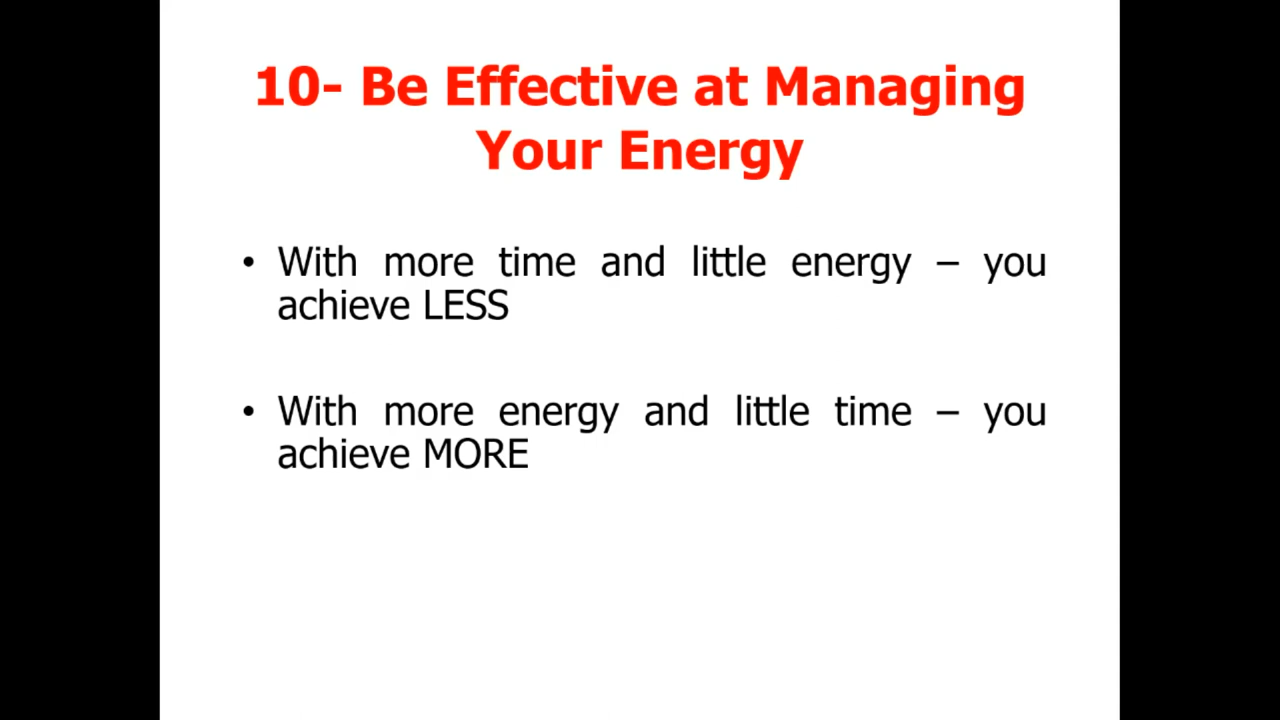 10- Be Effective at Managing
Your Energy
• With more time and little energy – you
achieve LESS
• With more energy and little time – you
achieve MORE